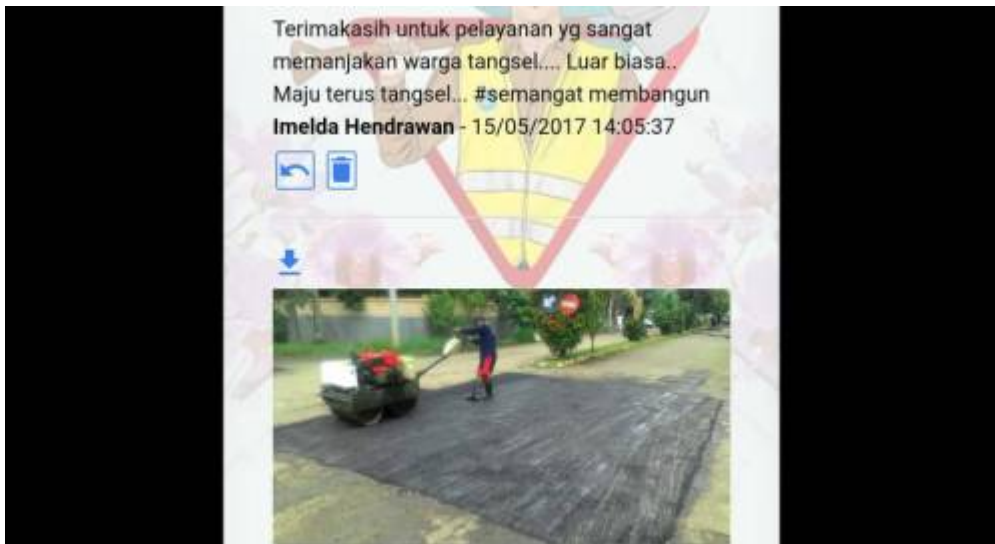 Terimakasih untuk pelayanan yg sangat
memanjakan warga tangsel.... Luar biasa..
Maju terus tangsel... #semangat membangun
Imelda Hendrawan - 15/05/2017 14:05:37